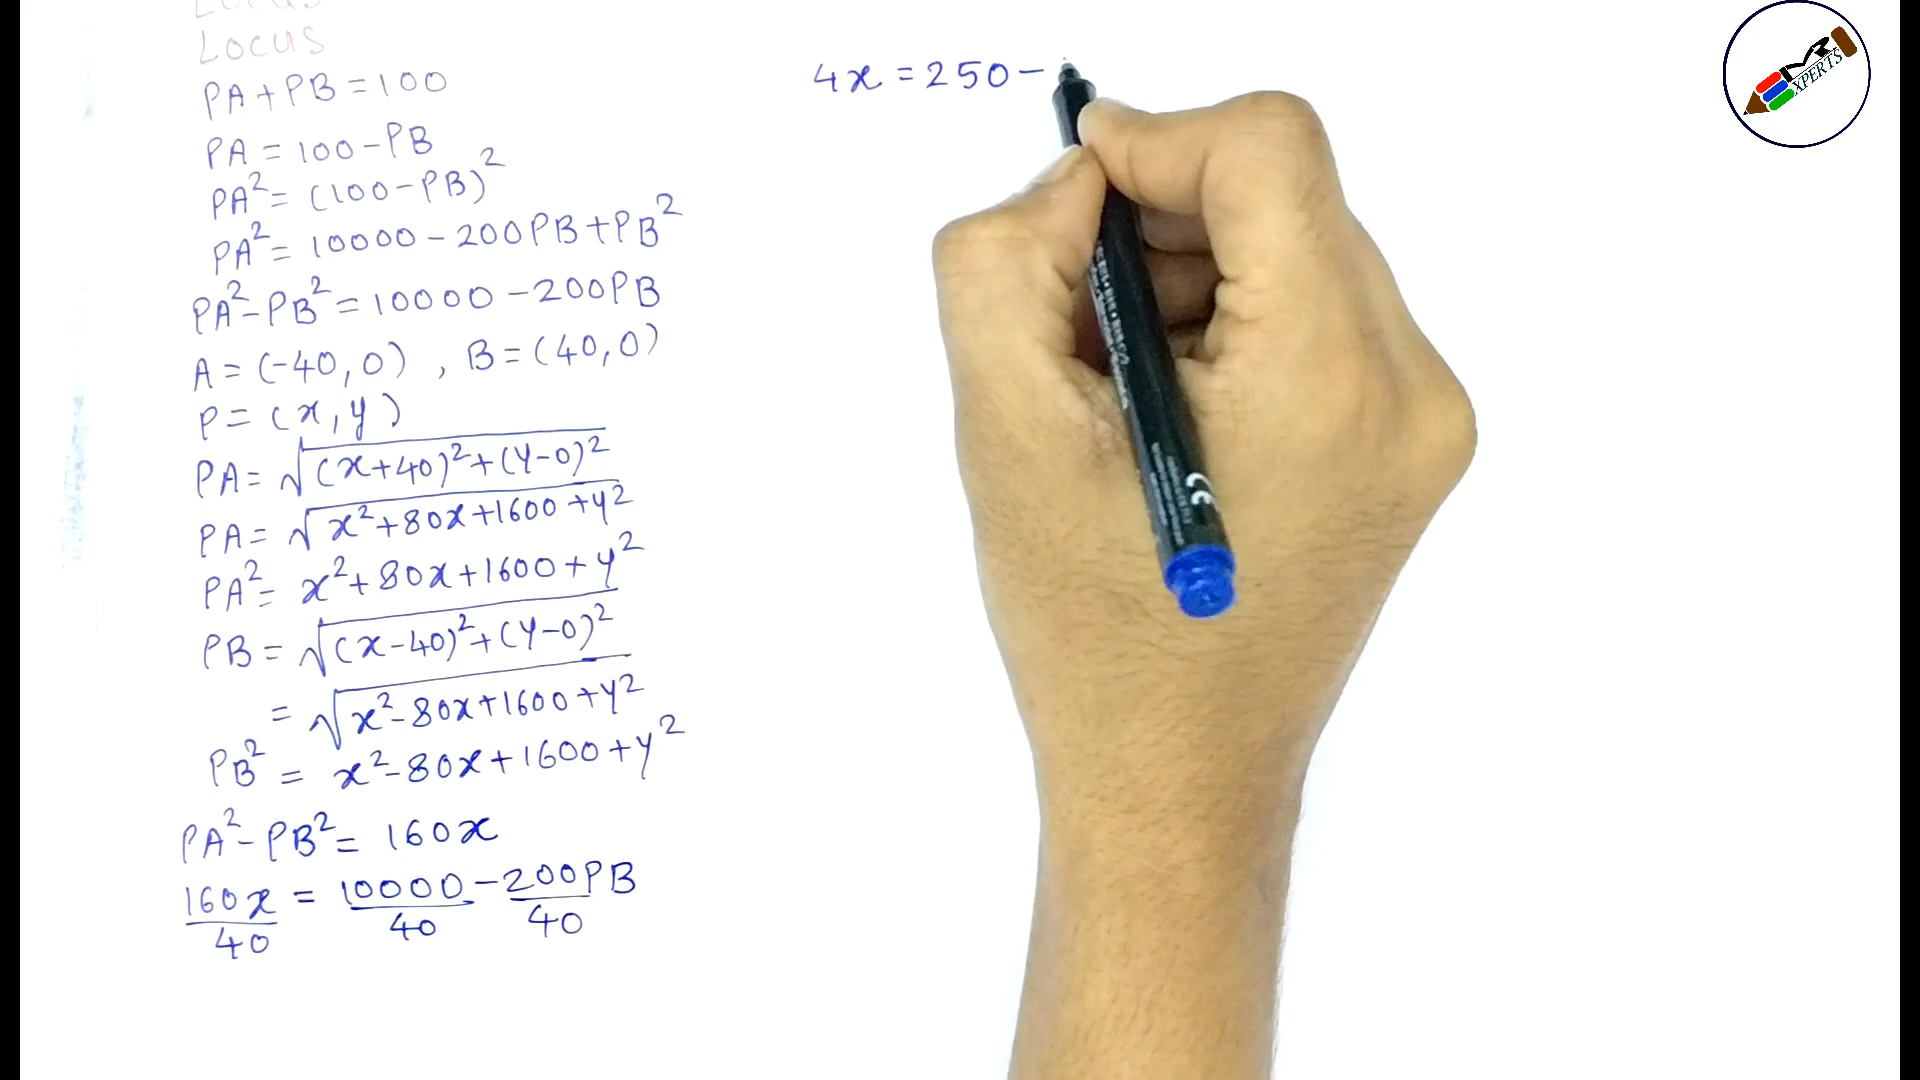 Locus
Locus
PA+PB=100
PA=100-PB
PA²=(100-PB)²
PA²=10000-200PB+PB²
PA²-PB²=10000-200PB
A=(-40,0), B=(40,0)
P=(x,y)
PA=√(x+40)²+(y-0)²
PA=√x²+80x+1600+y²
PA²=x²+80x+1600+y²
PB=√(x-40)²+(y-0)²
=√x²-80x+1600+y²
PB²=x²-80x+1600+y²
PA²-PB²=160x
160x/40=10000/40-200PB/40
4x=250-
XPERTS
CE